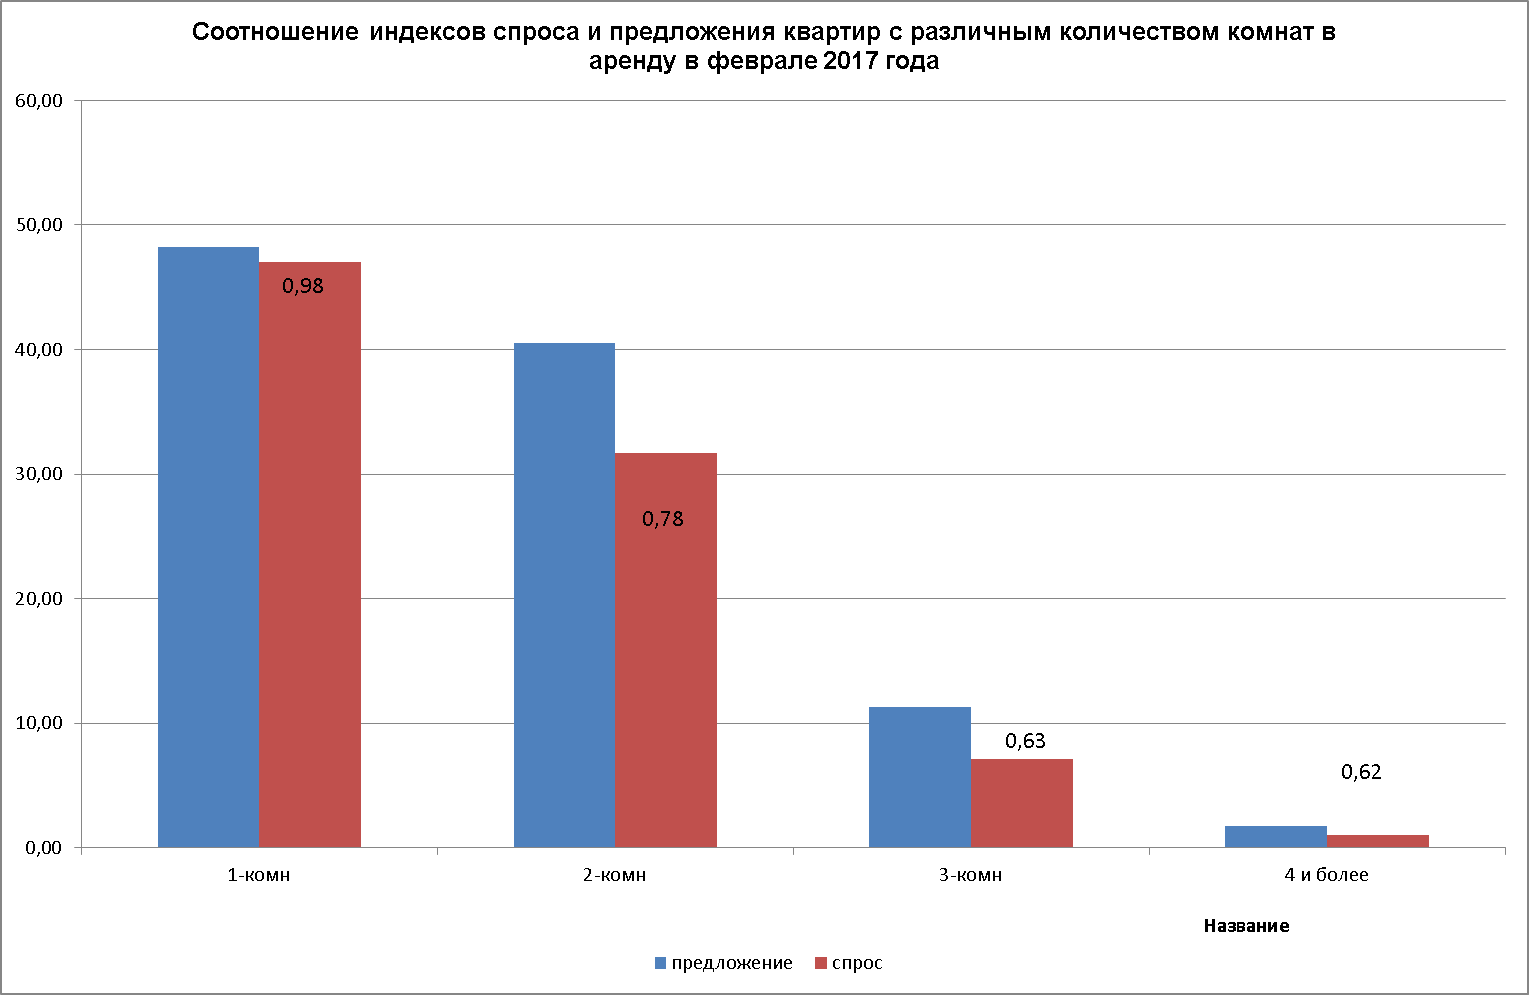 Соотношение индексов спроса и предложения квартир с различным количеством комнат в
аренду в феврале 2017 года
60,00
50,00
40,00
30,00
20,00
10,00
0,00
0,98
0,78
0,63
0,62
1-комн
2-комн
3-комн
4 и более
Название
предложение
спрос